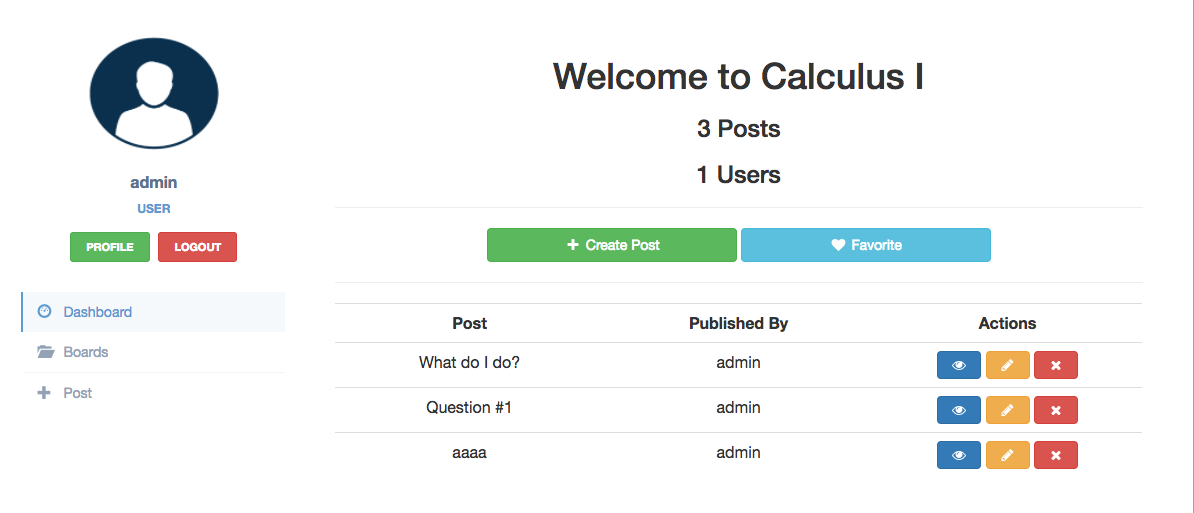 admin
USER
PROFILE LOGOUT
Dashboard
Boards
Post
Welcome to Calculus I
3 Posts
1 Users
Create Post Favorite
Post Published By Actions
What do I do? admin
Question #1 admin
aaaa admin